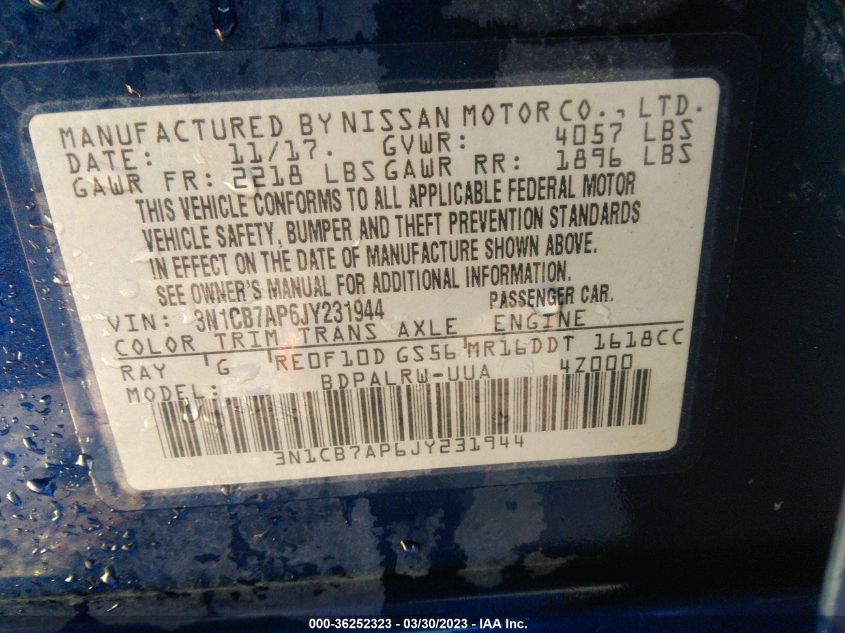 MANUFACTURED BY NISSAN MOTOR CO., LTD.
DATE: 11/17. GVWR: 4057 LBS
GAWR FR: 2218 LBS GAWR RR: 1896 LBS
THIS VEHICLE CONFORMS TO ALL APPLICABLE FEDERAL MOTOR
VEHICLE SAFETY, BUMPER AND THEFT PREVENTION STANDARDS
IN EFFECT ON THE DATE OF MANUFACTURE SHOWN ABOVE.
SEE OWNER'S MANUAL FOR ADDITIONAL INFORMATION.
VIN: 3N1CB7AP6JY231944 PASSENGER CAR.
COLOR TRIM TRANS AXLE ENGINE
RAY G RE0F10D GS56 MR16DDT 1618CC
MODEL: BDPALRW-UUA 4Z000
3N1CB7AP6JY231944
000-36252323 - 03/30/2023 - IAA Inc.